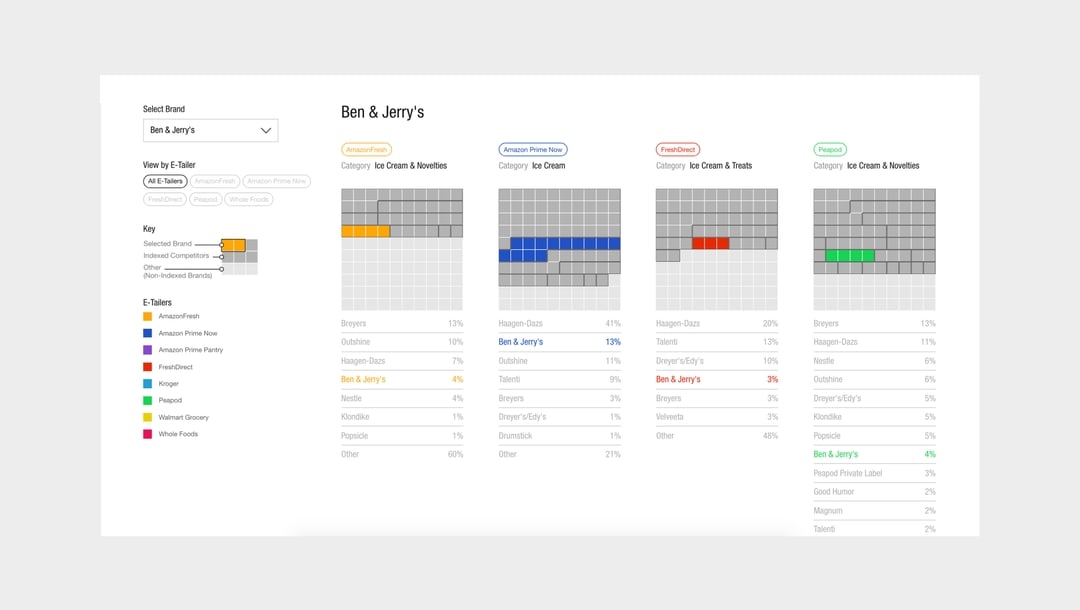 Select Brand
Ben & Jerry's
View by E-Tailer
All E-Tailers AmazonFresh Amazon Prime Now
FreshDirect Peapod Whole Foods
Key
Selected Brand
Indexed Competitors
Other
(Non-Indexed Brands)
E-Tailers
AmazonFresh
Amazon Prime Now
Amazon Prime Pantry
FreshDirect
Kroger
Peapod
Walmart Grocery
Whole Foods
Ben & Jerry's
AmazonFresh
Category Ice Cream & Novelties
Breyers 13%
Outshine 10%
Haagen-Dazs 7%
Ben & Jerry's 4%
Nestle 4%
Klondike 1%
Popsicle 1%
Other 60%
Amazon Prime Now
Category Ice Cream
Haagen-Dazs 41%
Ben & Jerry's 13%
Outshine 11%
Talenti 9%
Breyers 3%
Dreyer's/Edy's 1%
Drumstick 1%
Other 21%
FreshDirect
Category Ice Cream & Treats
Haagen-Dazs 20%
Talenti 13%
Dreyer's/Edy's 10%
Ben & Jerry's 3%
Breyers 3%
Velveeta 3%
Other 48%
Peapod
Category Ice Cream & Novelties
Breyers 13%
Haagen-Dazs 11%
Nestle 6%
Outshine 6%
Dreyer's/Edy's 5%
Klondike 5%
Popsicle 5%
Ben & Jerry's 4%
Peapod Private Label 3%
Good Humor 2%
Magnum 2%
Talenti 2%